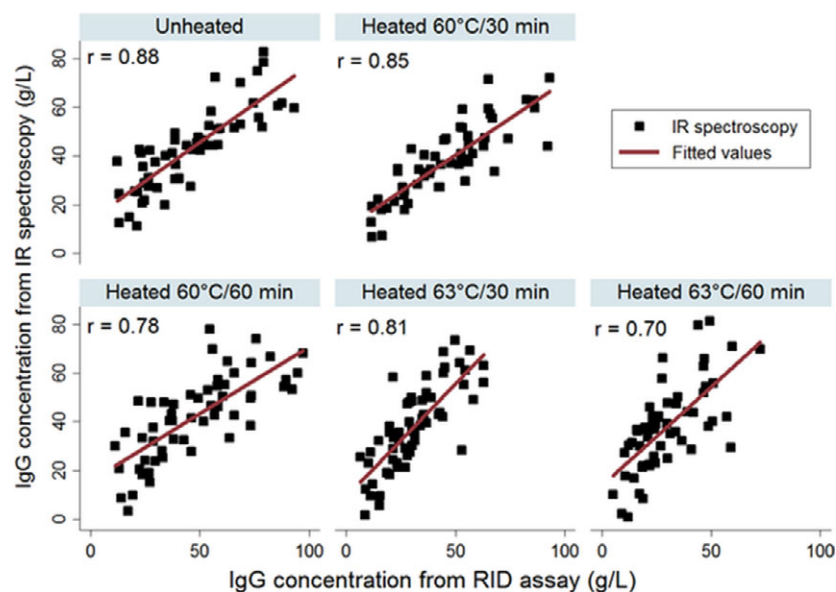 Unheated
Heated 60°C/30 min
r = 0.88
r = 0.85
IR spectroscopy
Fitted values
80
60
40
20
0
IgG concentration from IR spectroscopy (g/L)
Heated 60°C/60 min
Heated 63°C/30 min
Heated 63°C/60 min
r = 0.78
r = 0.81
r = 0.70
80
60
40
20
0
0 50 100
0 50 100
0 50 100
IgG concentration from RID assay (g/L)